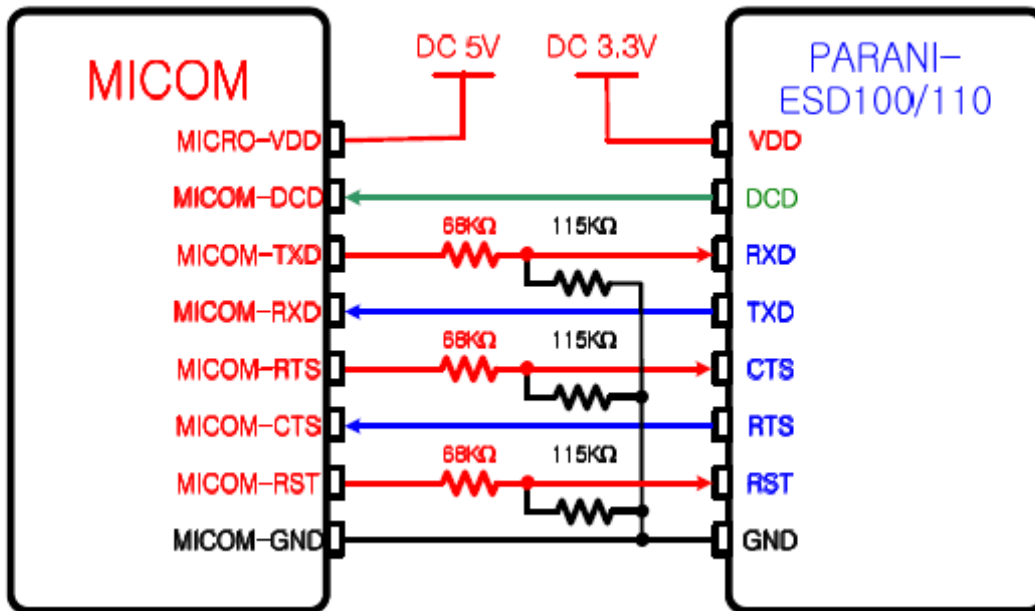 DC 5V DC 3.3V
MICOM
PARANI-
ESD100/110
MICRO-VDD VDD
MICOM-DCD DCD
68KΩ 115KΩ
MICOM-TXD RXD
MICOM-RXD TXD
68KΩ 115KΩ
MICOM-RTS CTS
MICOM-CTS RTS
68KΩ 115KΩ
MICOM-RST RST
MICOM-GND GND